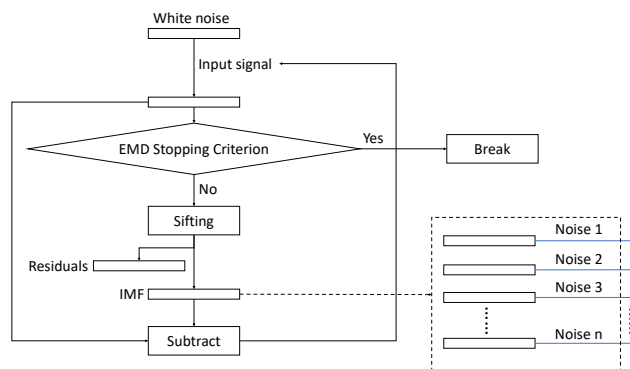 White noise
Input signal
EMD Stopping Criterion
Yes
Break
No
Sifting
Residuals
IMF
Subtract
Noise 1
Noise 2
Noise 3
Noise n